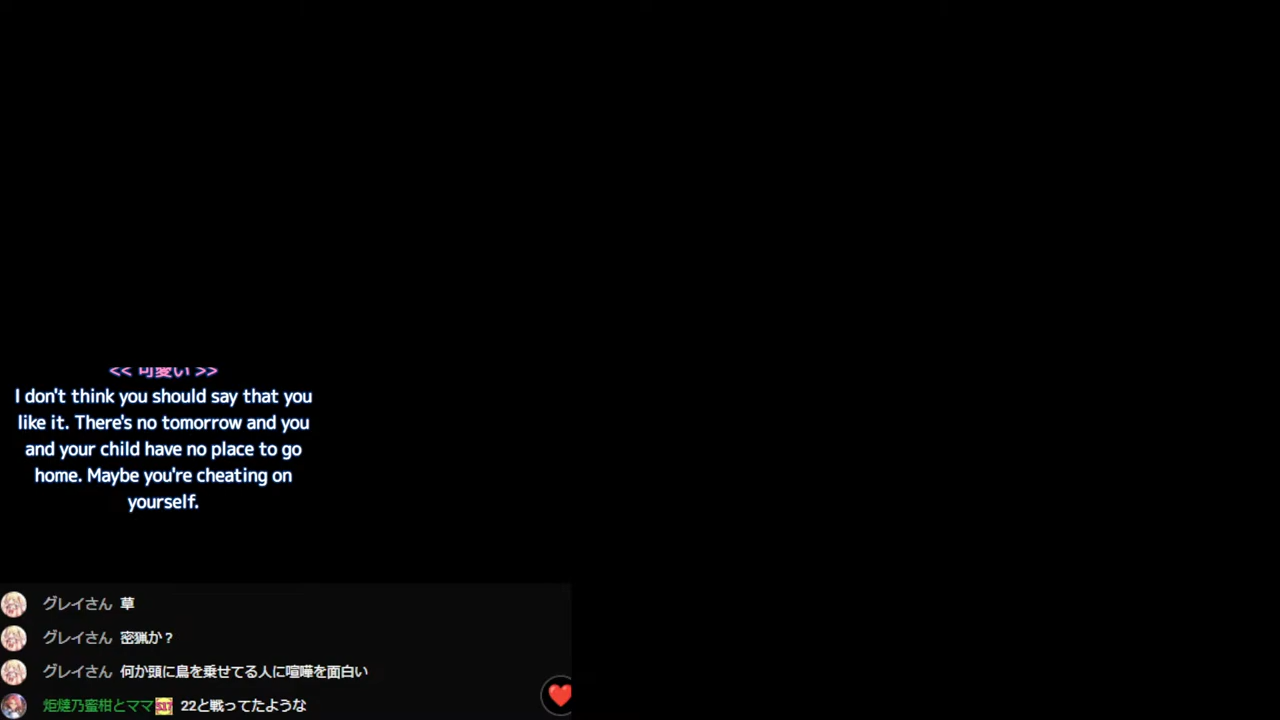 << 可愛い >>
I don't think you should say that you
like it. There's no tomorrow and you
and your child have no place to go
home. Maybe you're cheating on
yourself.
グレイさん 草
グレイさん 密猟か？
グレイさん 何か頭に鳥を乗せてる人に喧嘩を面白い
炬燵乃蜜柑とママ 22と戦ってたような